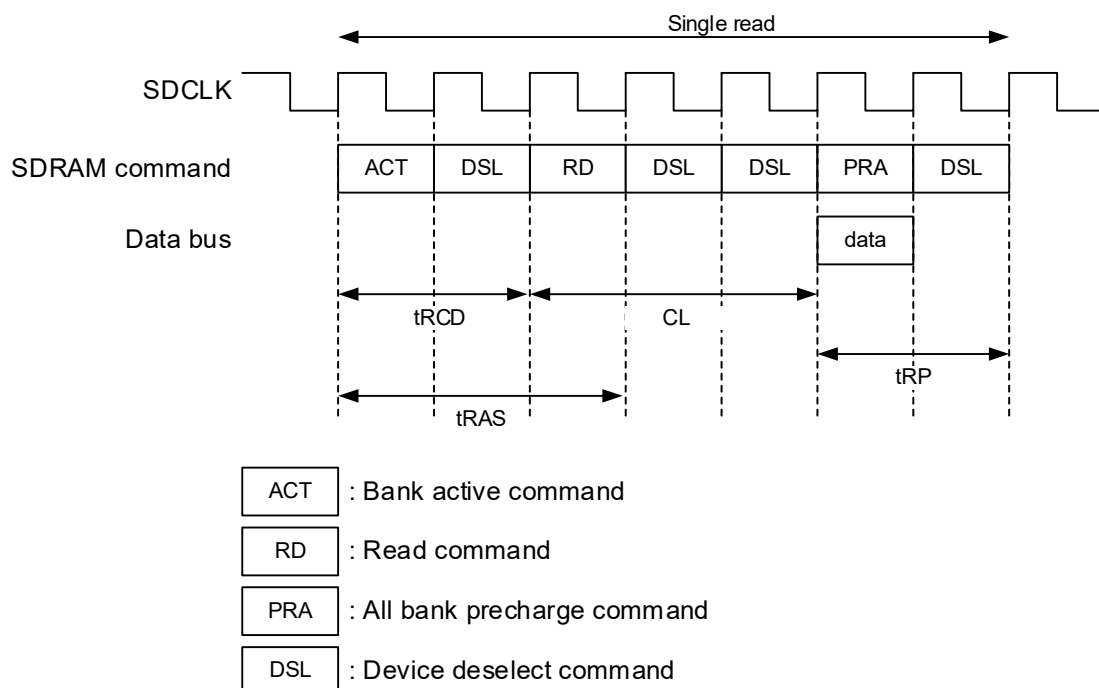 Single read
SDCLK
SDRAM command ACT DSL RD DSL DSL PRA DSL
Data bus data
tRCD CL
tRP
tRAS
ACT : Bank active command
RD : Read command
PRA : All bank precharge command
DSL : Device deselect command